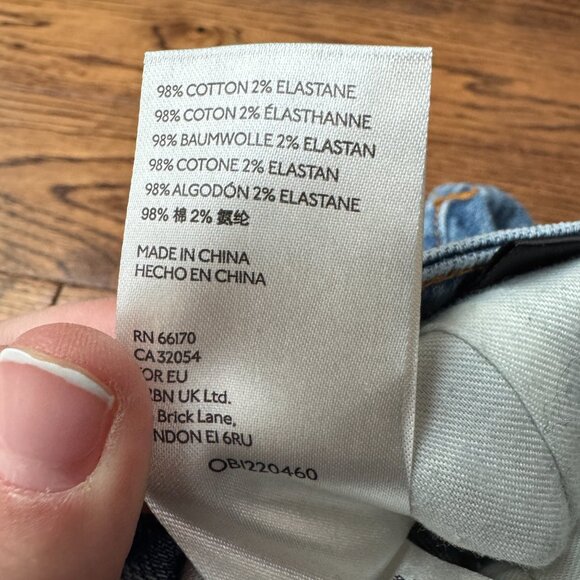 98% COTTON 2% ELASTANE
98% COTON 2% ÉLASTHANNE
98% BAUMWOLLE 2% ELASTAN
98% COTONE 2% ELASTAN
98% ALGODÓN 2% ELASTANE
98% 棉 2% 氨纶
MADE IN CHINA
HECHO EN CHINA
RN 66170
CA 32054
EU
UK Ltd.
Brick Lane,
E1 6RU
OB1220460